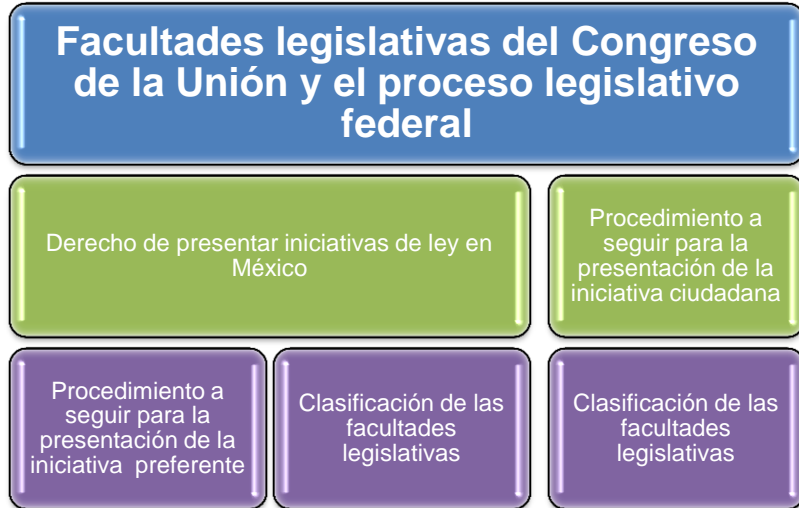 Facultades legislativas del Congreso
de la Unión y el proceso legislativo
federal
Derecho de presentar iniciativas de ley en
México
Procedimiento a
seguir para la
presentación de la
iniciativa ciudadana
Procedimiento a
seguir para la
presentación de la
iniciativa preferente
Clasificación de las
facultades
legislativas
Clasificación de las
facultades
legislativas